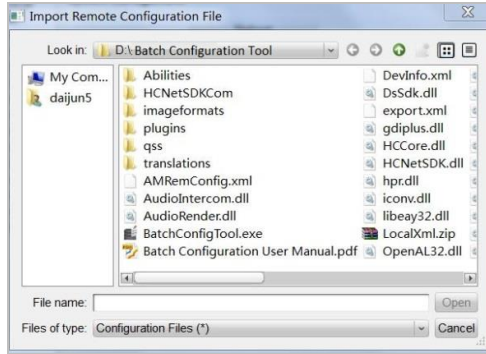 Import Remote Configuration File
Look in: D:\Batch Configuration Tool
My Com...
daijun5
Abilities
HCNetSDKCom
imageformats
plugins
qss
translations
AMRemConfig.xml
AudioIntercom.dll
AudioRender.dll
BatchConfigTool.exe
Batch Configuration User Manual.pdf
DevInfo.xml
DsSdk.dll
export.xml
gdiplus.dll
HCCore.dll
HCNetSDK.dll
hpr.dll
iconv.dll
libeay32.dll
LocalXml.zip
OpenAL32.dll
File name: Open
Files of type: Configuration Files (*) Cancel